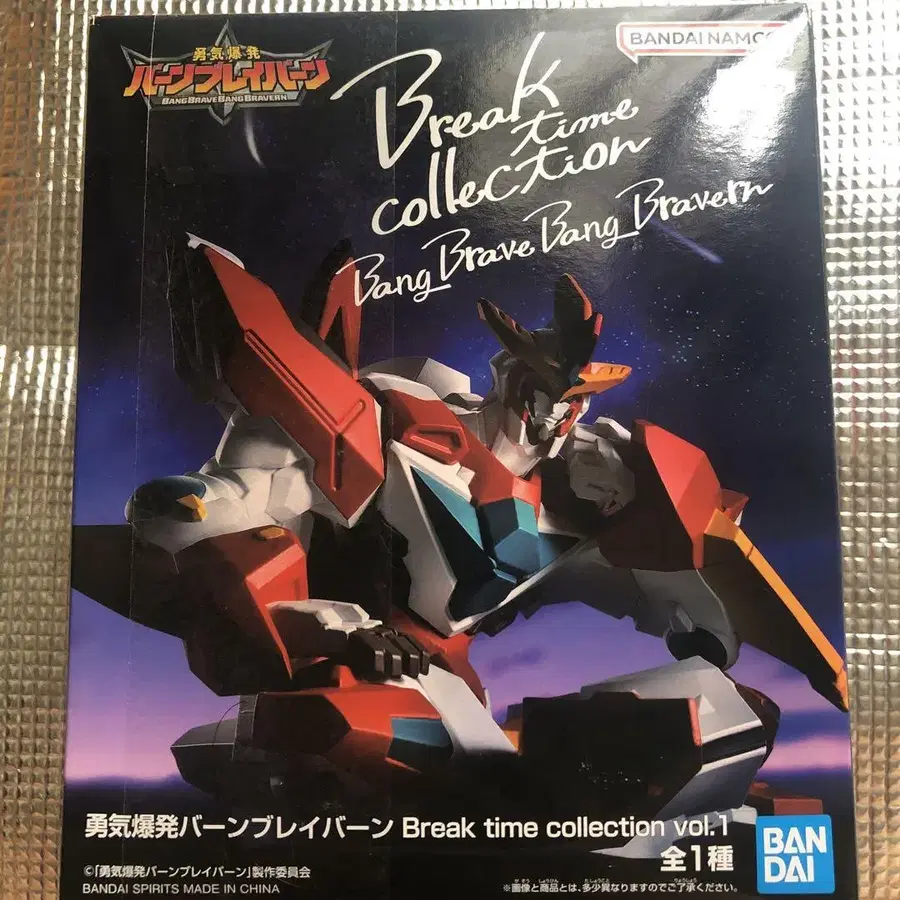 勇気爆発
バーンブレイバーン
BANG BRAVE BANG BRAVERN
BANDAI NAMCO
Break
time
collection
Bang Brave Bang Bravern
勇気爆発バーンブレイバーン Break time collection vol.1
全1種
BAN
DAI
©「勇気爆発バーンブレイバーン」製作委員会
BANDAI SPIRITS MADE IN CHINA
※画像と商品とは、多少異なりますのでご了承ください。